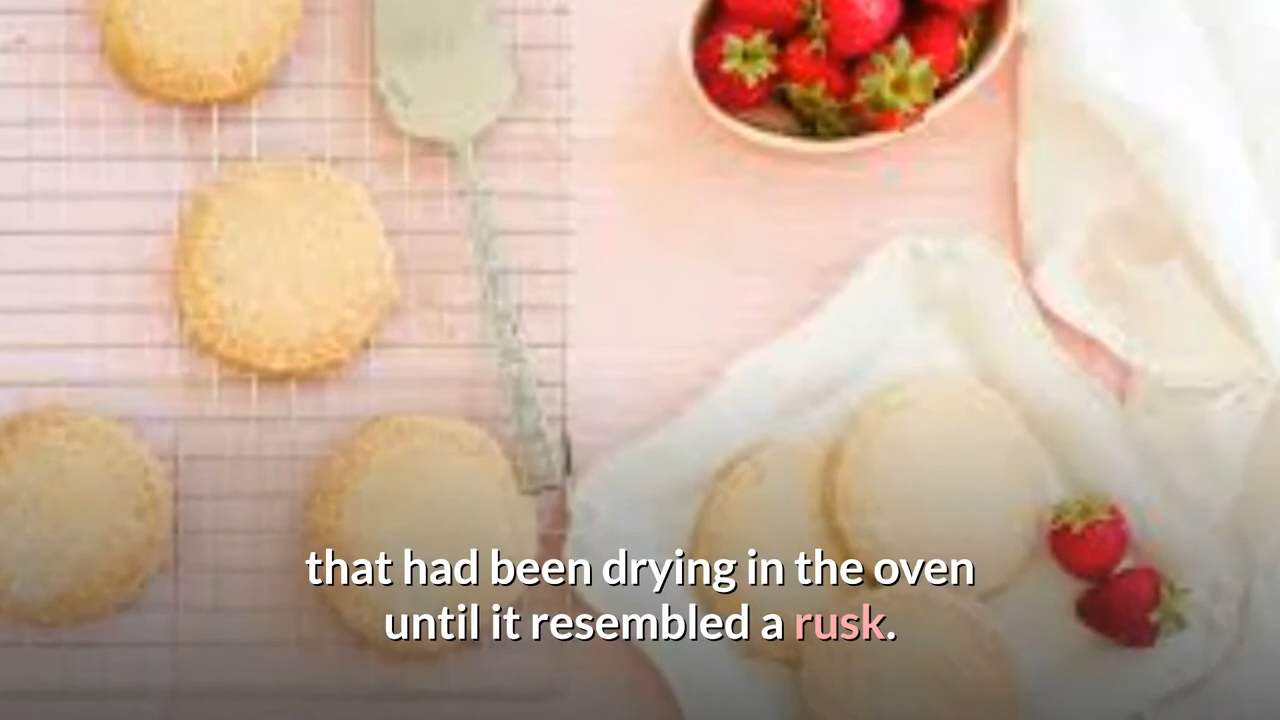 that had been drying in the oven
until it resembled a rusk.